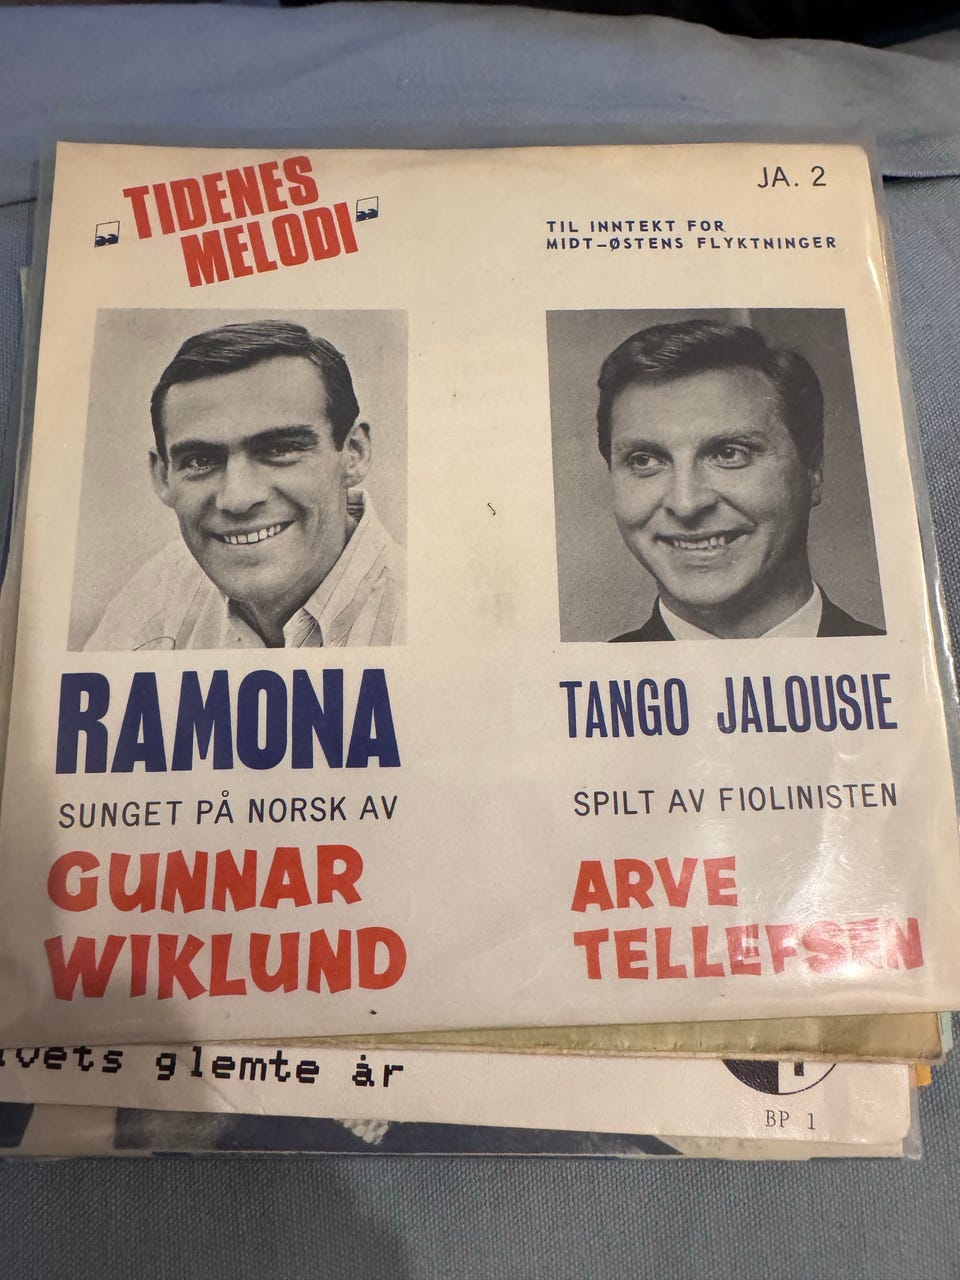 „TIDENES
MELODI"
JA. 2
TIL INNTEKT FOR
MIDT-ØSTENS FLYKTNINGER
RAMONA
SUNGET PÅ NORSK AV
GUNNAR
WIKLUND
TANGO JALOUSIE
SPILT AV FIOLINISTEN
ARVE
TELLEFSEN
glemte år
BP 1